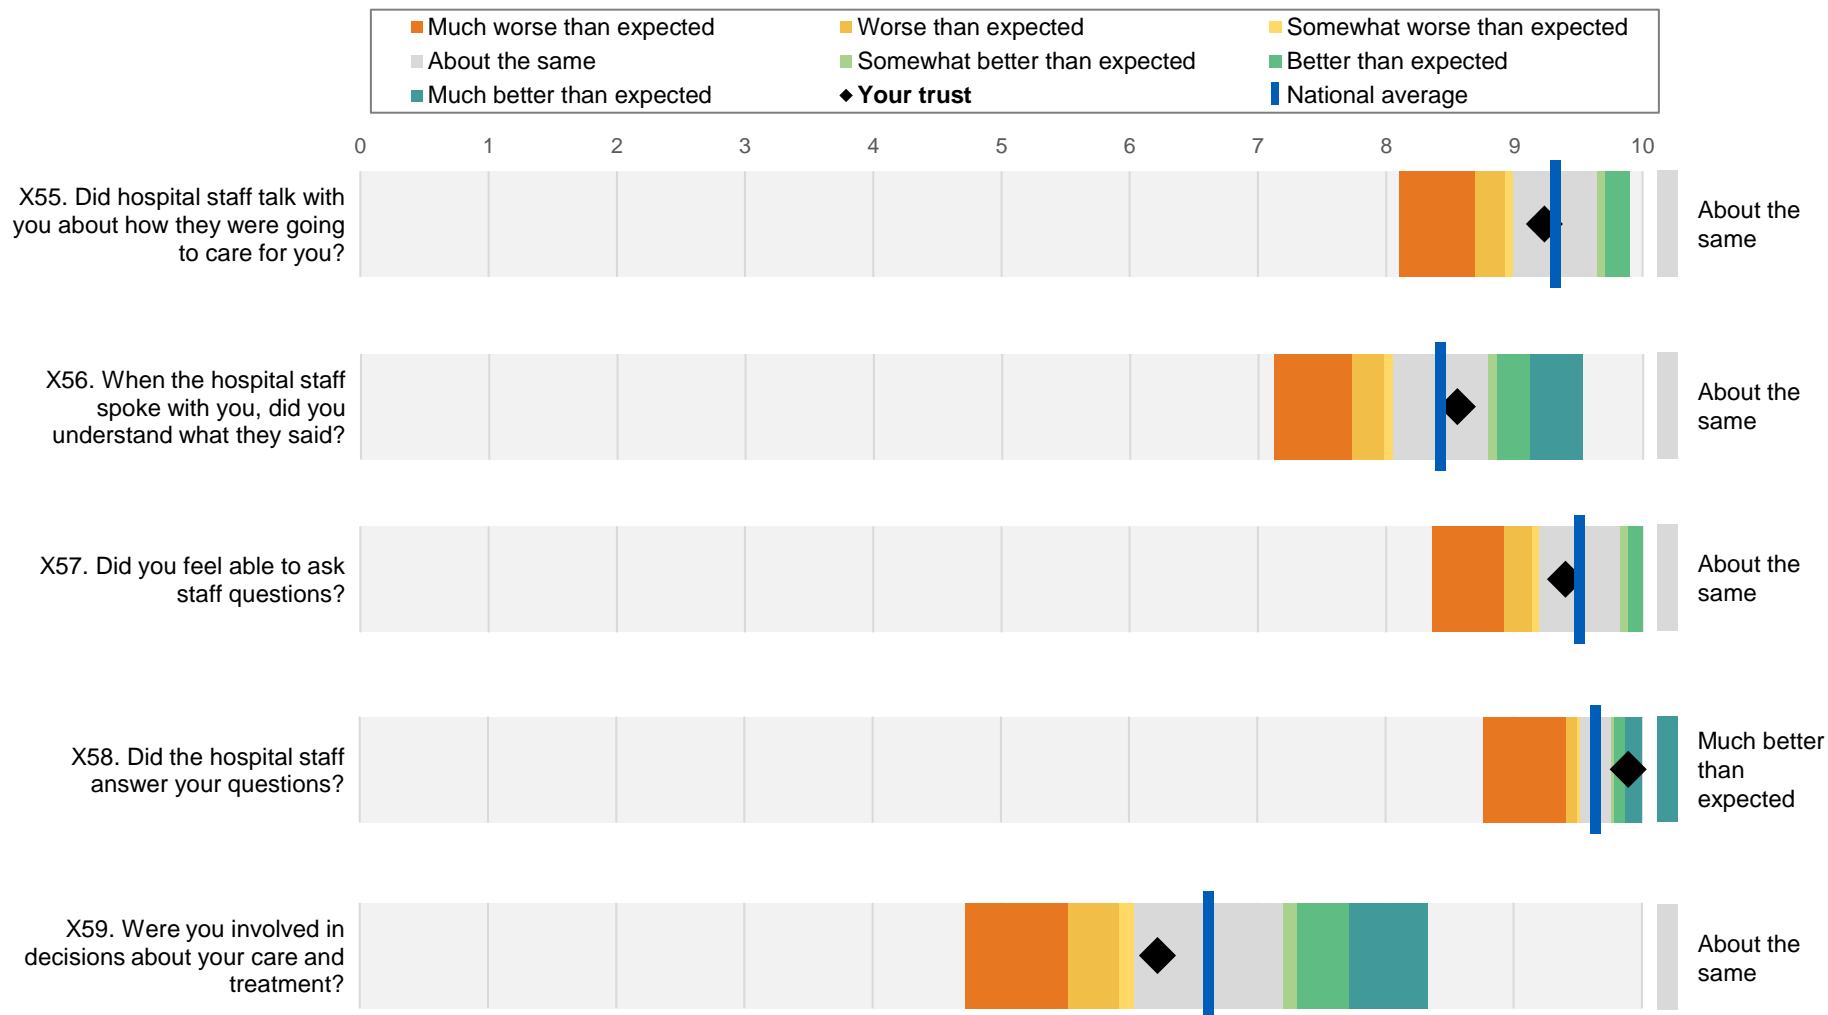 Much worse than expected
Worse than expected
Somewhat worse than expected
About the same
Somewhat better than expected
Better than expected
Much better than expected
Your trust
National average
0 1 2 3 4 5 6 7 8 9 10
X55. Did hospital staff talk with
you about how they were going
to care for you?
About the
same
X56. When the hospital staff
spoke with you, did you
understand what they said?
About the
same
X57. Did you feel able to ask
staff questions?
About the
same
X58. Did the hospital staff
answer your questions?
Much better
than
expected
X59. Were you involved in
decisions about your care and
treatment?
About the
same